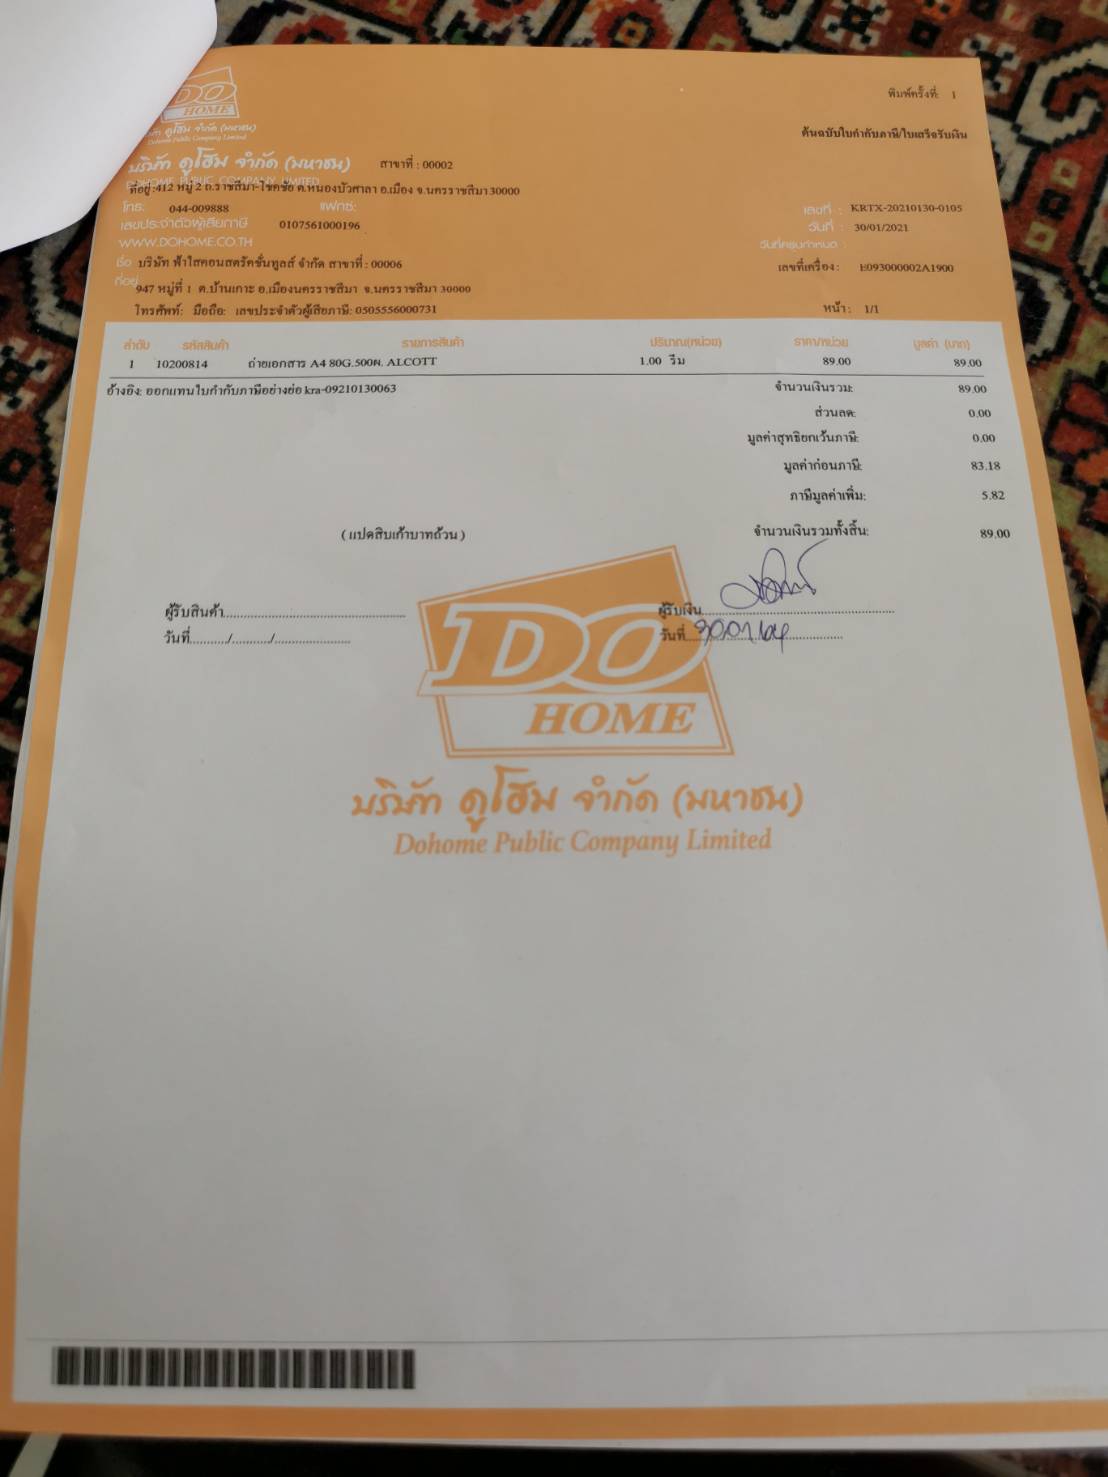 พิมพ์ครั้งที่: 1
ต้นฉบับใบกำกับภาษี/ใบเสร็จรับเงิน
DO
HOME
ดูโฮม จำกัด (มหาชน)
Dohome Public Company Limited
บริษัท ดูโฮม จำกัด (มหาชน) สาขาที่ : 00002
DOHOME PUBLIC COMPANY LIMITED
ที่อยู่ :412 หมู่ 2 ถ.ราชสีมา-โชคชัย ต.หนองบัวศาลา อ.เมือง จ.นครราชสีมา 30000
โทร: 044-009888 แฟกซ์:
เลขที่ : KRTX-20210130-0105
เลขประจำตัวผู้เสียภาษี 0107561000196
วันที่ : 30/01/2021
WWW.DOHOME.CO.TH
วันที่ครบกำหนด :
ชื่อ บริษัท ฟ้าใสคอนสตรัคชั่นทูลส์ จำกัด สาขาที่ : 00006
เลขที่เครื่อง : E093000002A1900
ที่อยู่ 947 หมู่ที่ 1 ต.บ้านเกาะ อ.เมืองนครราชสีมา จ.นครราชสีมา 30000
โทรศัพท์: มือถือ: เลขประจำตัวผู้เสียภาษี: 0505556000731
หน้า : 1/1
ลำดับ รหัสสินค้า รายการสินค้า ปริมาณ(หน่วย) ราคา/หน่วย มูลค่า (บาท)
1 10200814 ถ่ายเอกสาร A4 80G.500ผ. ALCOTT 1.00 รีม 89.00 89.00
อ้างอิง: ออกแทนใบกำกับภาษีอย่างย่อ kra-09210130063
จำนวนเงินรวม: 89.00
ส่วนลด: 0.00
มูลค่าสุทธิยกเว้นภาษี: 0.00
มูลค่าก่อนภาษี: 83.18
ภาษีมูลค่าเพิ่ม: 5.82
(แปดสิบเก้าบาทถ้วน) จำนวนเงินรวมทั้งสิ้น: 89.00
ผู้รับสินค้า................................................ ผู้รับเงิน................................................
วันที่........../........../................... วันที่ 30/01/64
DO
HOME
บริษัท ดูโฮม จำกัด (มหาชน)
Dohome Public Company Limited